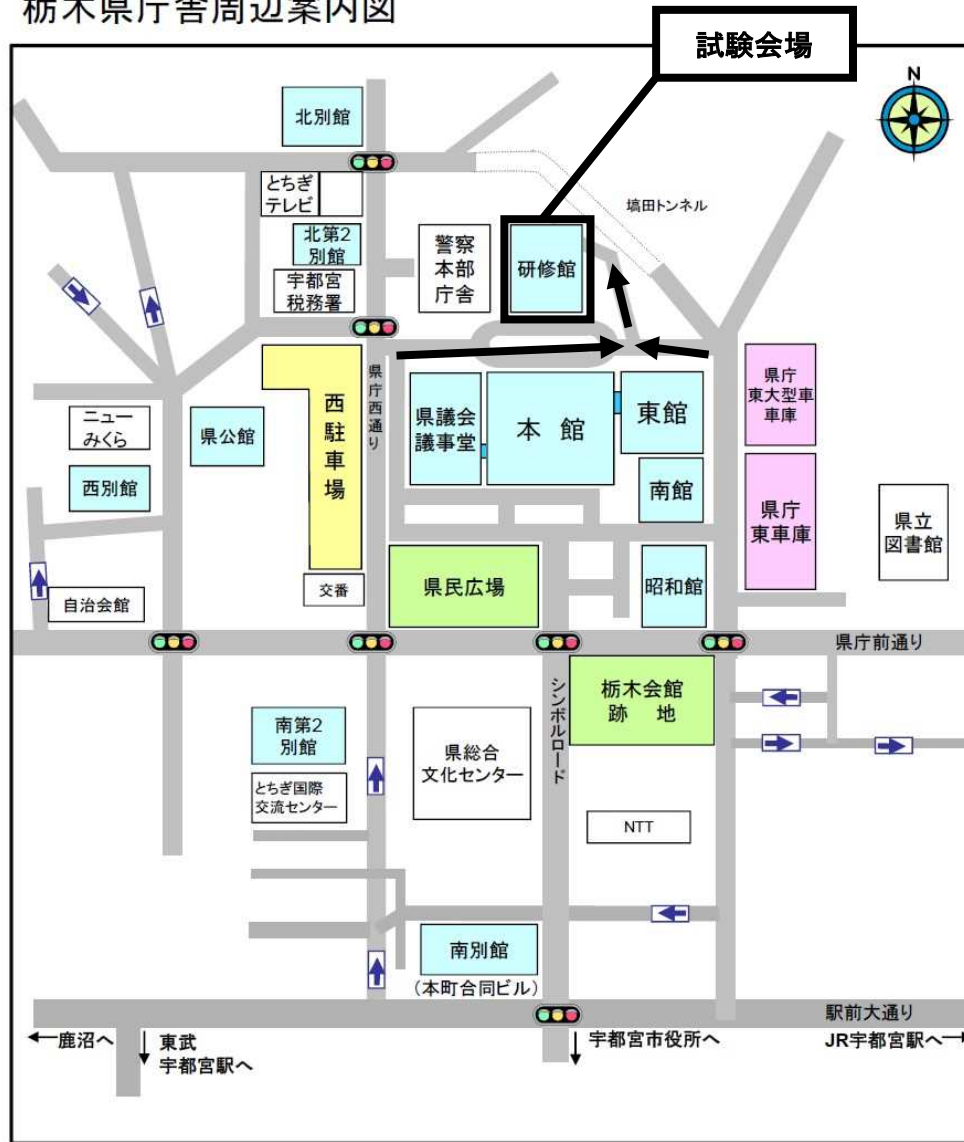 栃木県庁舎周辺案内図
試験会場
N
北別館
とちぎ
テレビ
北第2
別館
宇都宮
税務署
警察
本部
庁舎
研修館
塙田トンネル
県庁西通り
西駐車場
県議会
議事堂
本館
東館
南館
県庁
東大型車
車庫
県庁
東車庫
県立
図書館
ニュー
みくら
県公館
西別館
自治会館
交番
県民広場
昭和館
県庁前通り
栃木会館
跡地
シンボルロード
南第2
別館
とちぎ国際
交流センター
県総合
文化センター
NTT
南別館
(本町合同ビル)
駅前大通り
←鹿沼へ
↓東武
宇都宮駅へ
↓宇都宮市役所へ
JR宇都宮駅へ→